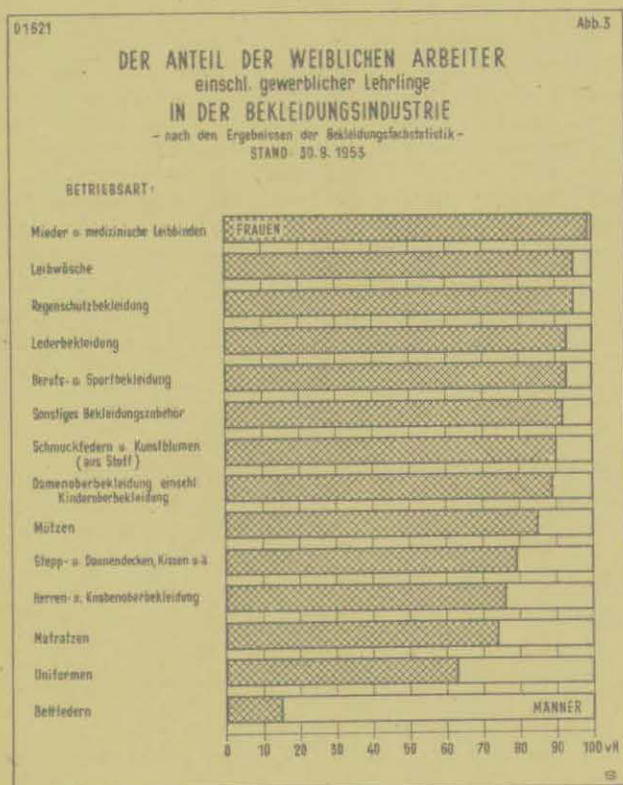 01621
Abb.3
DER ANTEIL DER WEIBLICHEN ARBEITER
einschl. gewerblicher Lehrlinge
IN DER BEKLEIDUNGSINDUSTRIE
- nach den Ergebnissen der Bekleidungsfachstatistik -
STAND: 30.9.1953
BETRIEBSART:
Mieder u. medizinische Leibbinden
FRAUEN
Leibwäsche
Regenschutzbekleidung
Lederbekleidung
Berufs- u. Sportbekleidung
Sonstiges Bekleidungszubehör
Schmuckfedern u. Kunstblumen
(aus Stoff)
Damenoberbekleidung einschl.
Kinderoberbekleidung
Mützen
Stepp- u. Daunendecken, Kissen u.ä.
Herren- u. Knabenoberbekleidung
Matratzen
Uniformen
Bettfedern
MÄNNER
0 10 20 30 40 50 60 70 80 90 100 vH